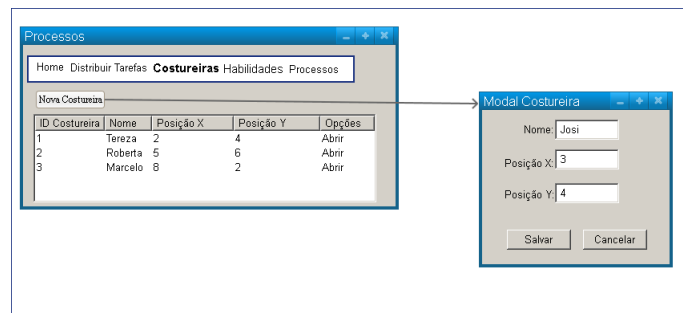 Processos
Home Distribuir Tarefas Costureiras Habilidades Processos
Nova Costureira
ID Costureira Nome Posição X Posição Y Opções
1 Tereza 2 4 Abrir
2 Roberta 5 6 Abrir
3 Marcelo 8 2 Abrir
Modal Costureira
Nome: Josi
Posição X: 3
Posição Y: 4
Salvar Cancelar